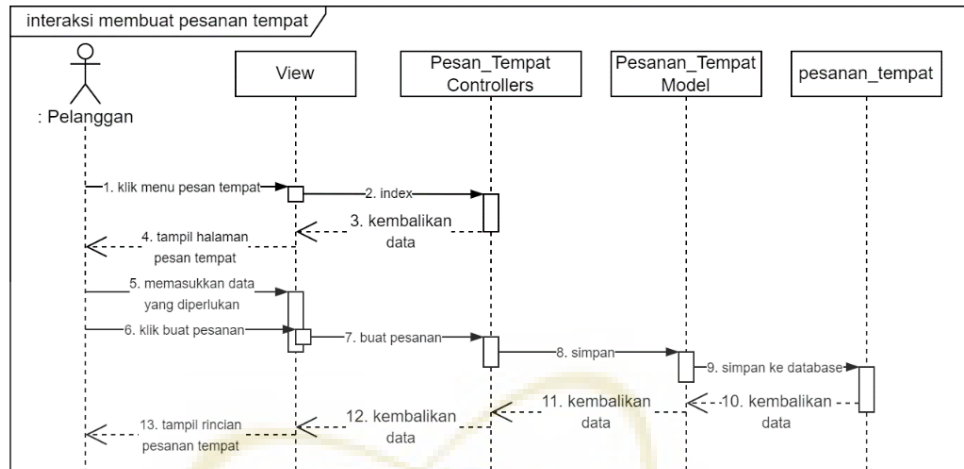 interaksi membuat pesanan tempat
: Pelanggan
View
Pesan_Tempat
Controllers
Pesanan_Tempat
Model
pesanan_tempat
1. klik menu pesan tempat
2. index
3. kembalikan
data
4. tampil halaman
pesan tempat
5. memasukkan data
yang diperlukan
6. klik buat pesanan
7. buat pesanan
8. simpan
9. simpan ke database
10. kembalikan
data
11. kembalikan
data
12. kembalikan
data
13. tampil rincian
pesanan tempat